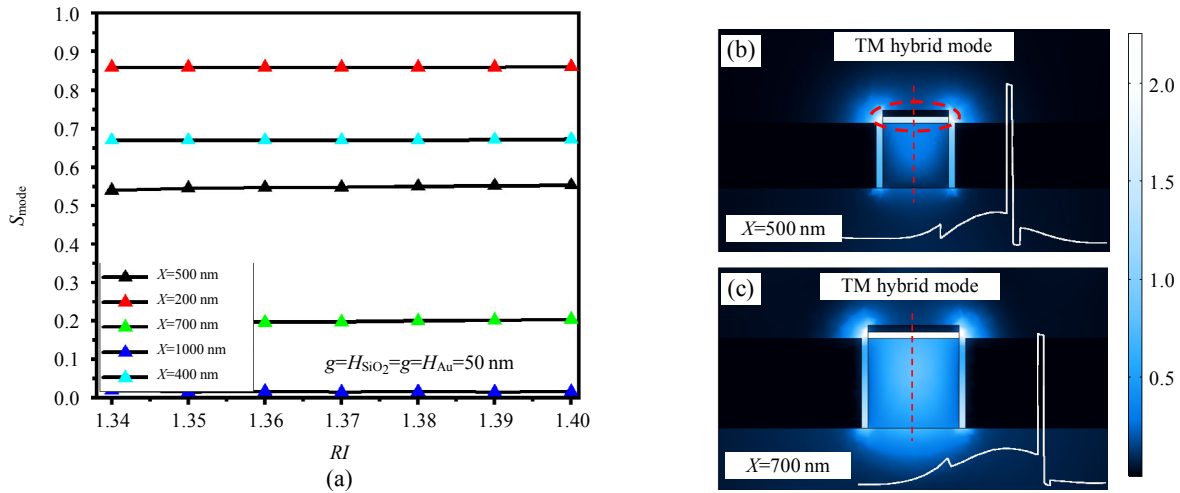 1.0
0.9
0.8
0.7
0.6
0.5
0.4
0.3
0.2
0.1
0.0
S_mode
X=500 nm
X=200 nm
X=700 nm
X=1000 nm
X=400 nm
g=H_SiO₂=g=H_Au=50 nm
1.34 1.35 1.36 1.37 1.38 1.39 1.40
RI
(a)
(b)
TM hybrid mode
X=500 nm
(c)
TM hybrid mode
X=700 nm
2.0
1.5
1.0
0.5